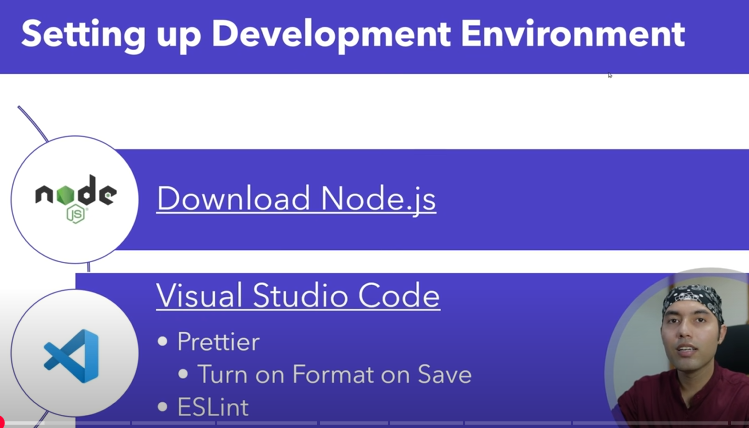 Setting up Development Environment
node
JS
Download Node.js
Visual Studio Code
• Prettier
• Turn on Format on Save
• ESLint